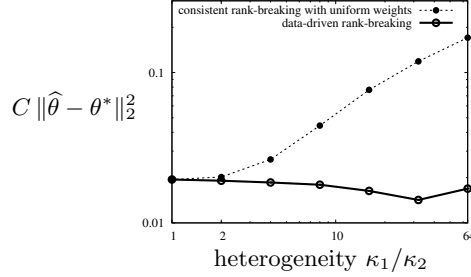 consistent rank-breaking with uniform weights
data-driven rank-breaking
0.1
C ‖θ̂ − θ*‖₂²
0.01
1 2 10 64
heterogeneity κ₁/κ₂